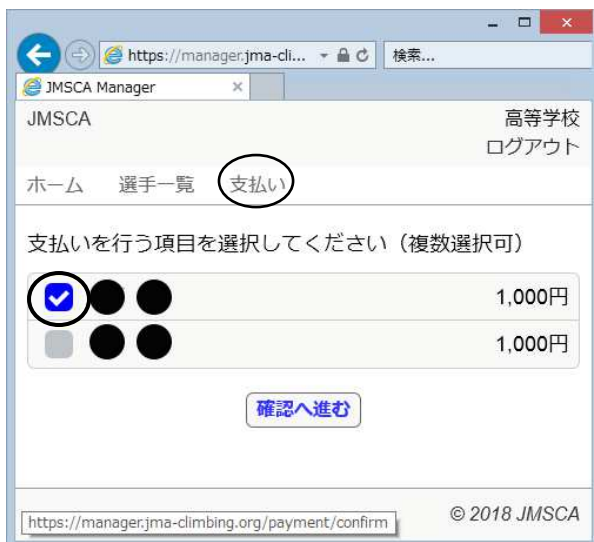 https://manager.jma-cli...
検索...
JMSCA Manager
JMSCA
高等学校
ログアウト
ホーム 選手一覧 支払い
支払いを行う項目を選択してください（複数選択可）
1,000円
1,000円
確認へ進む
https://manager.jma-climbing.org/payment/confirm
© 2018 JMSCA